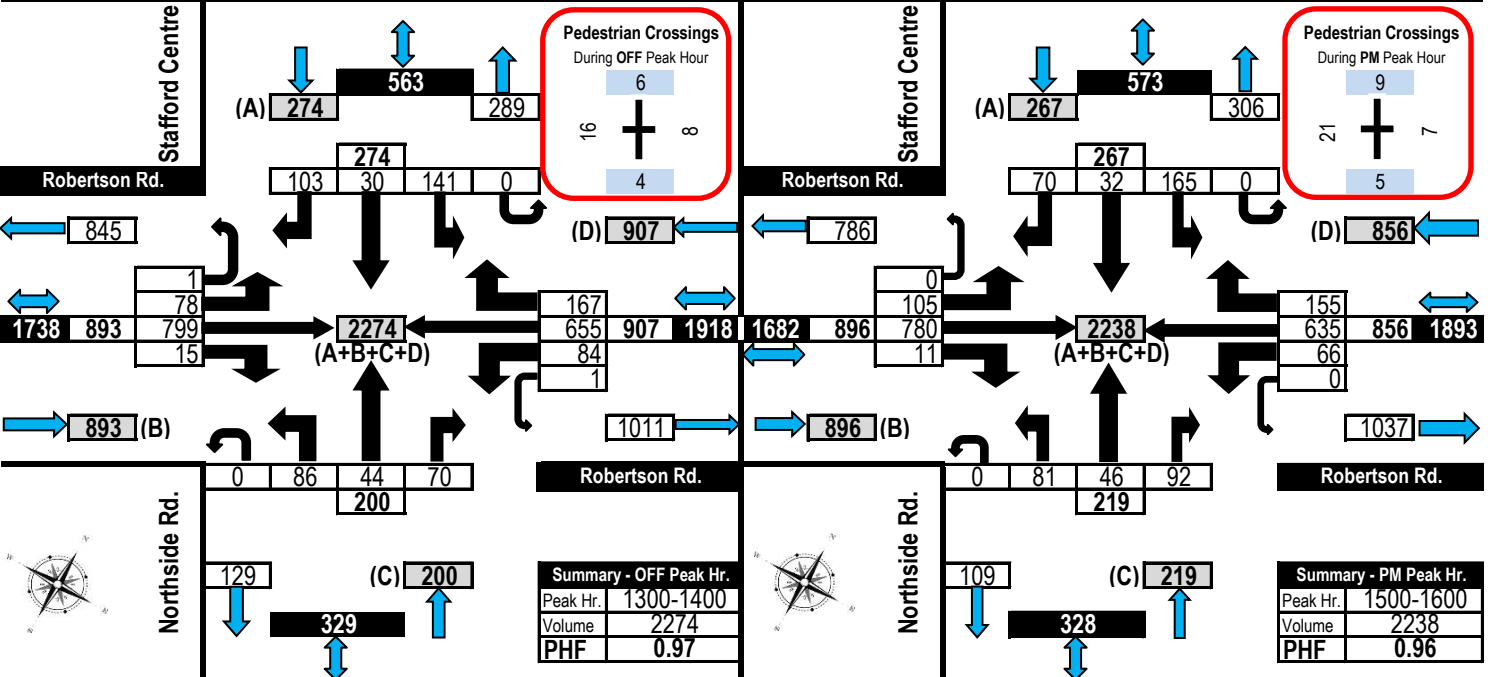 Stafford Centre
Robertson Rd.
(A) 274
563
289
Pedestrian Crossings
During OFF Peak Hour
6
16
8
4
274
103 30 141 0
845
(D) 907
1
78
1738 893 799
15
2274
(A+B+C+D)
167
655 907 1918
84
1
893 (B)
1011
0 86 44 70
200
Robertson Rd.
Northside Rd.
129
(C) 200
329
Summary - OFF Peak Hr.
Peak Hr. 1300-1400
Volume 2274
PHF 0.97
Stafford Centre
Robertson Rd.
(A) 267
573
306
Pedestrian Crossings
During PM Peak Hour
9
21
7
5
267
70 32 165 0
786
(D) 856
0
105
1682 896 780
11
2238
(A+B+C+D)
155
635 856 1893
66
0
896 (B)
1037
0 81 46 92
219
Robertson Rd.
Northside Rd.
109
(C) 219
328
Summary - PM Peak Hr.
Peak Hr. 1500-1600
Volume 2238
PHF 0.96